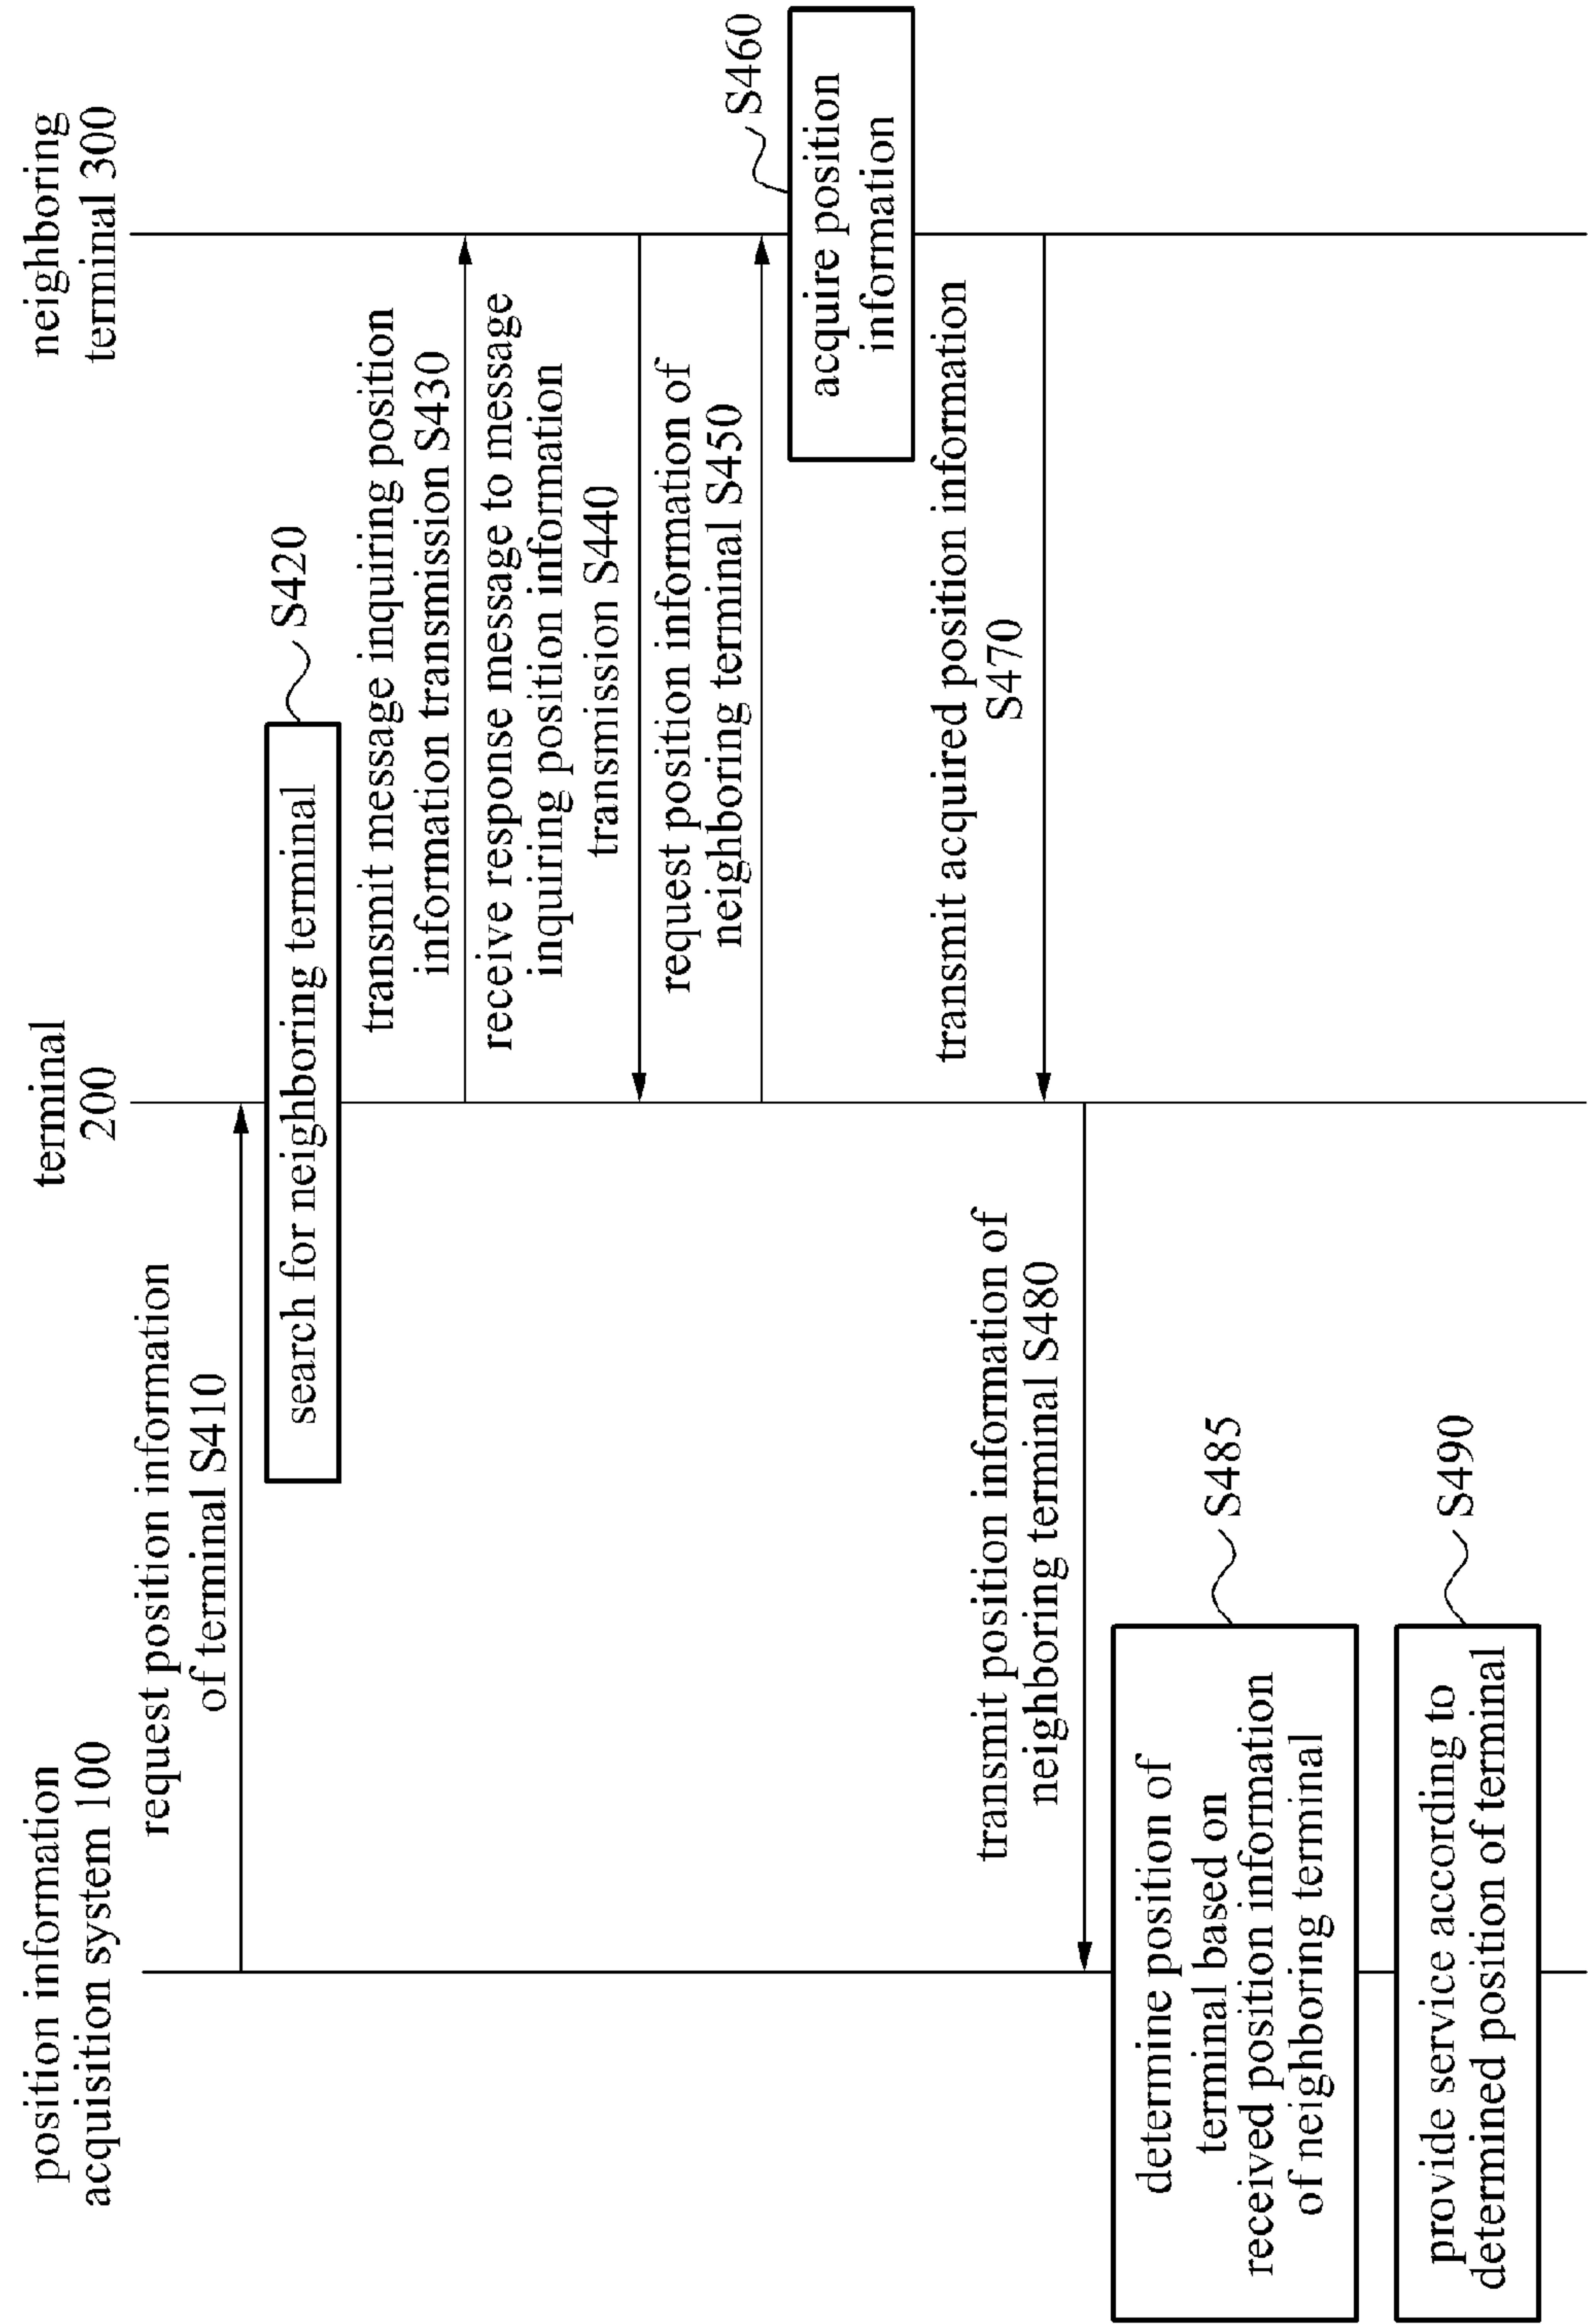 position information
acquisition system 100
terminal
200
neighboring
terminal 300
request position information
of terminal S410
search for neighboring terminal
S420
transmit message inquiring position
information transmission S430
receive response message to message
inquiring position information
transmission S440
request position information of
neighboring terminal S450
S460
acquire position
information
transmit acquired position information
S470
transmit position information of
neighboring terminal S480
determine position of
terminal based on
received position information
of neighboring terminal
S485
provide service according to
determined position of terminal
S490